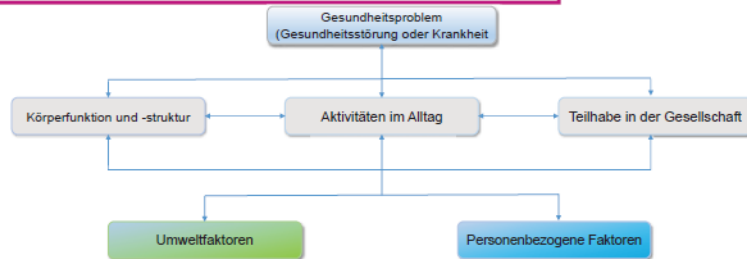 Gesundheitsproblem
(Gesundheitsstörung oder Krankheit
Körperfunktion und -struktur
Aktivitäten im Alltag
Teilhabe in der Gesellschaft
Umweltfaktoren
Personenbezogene Faktoren